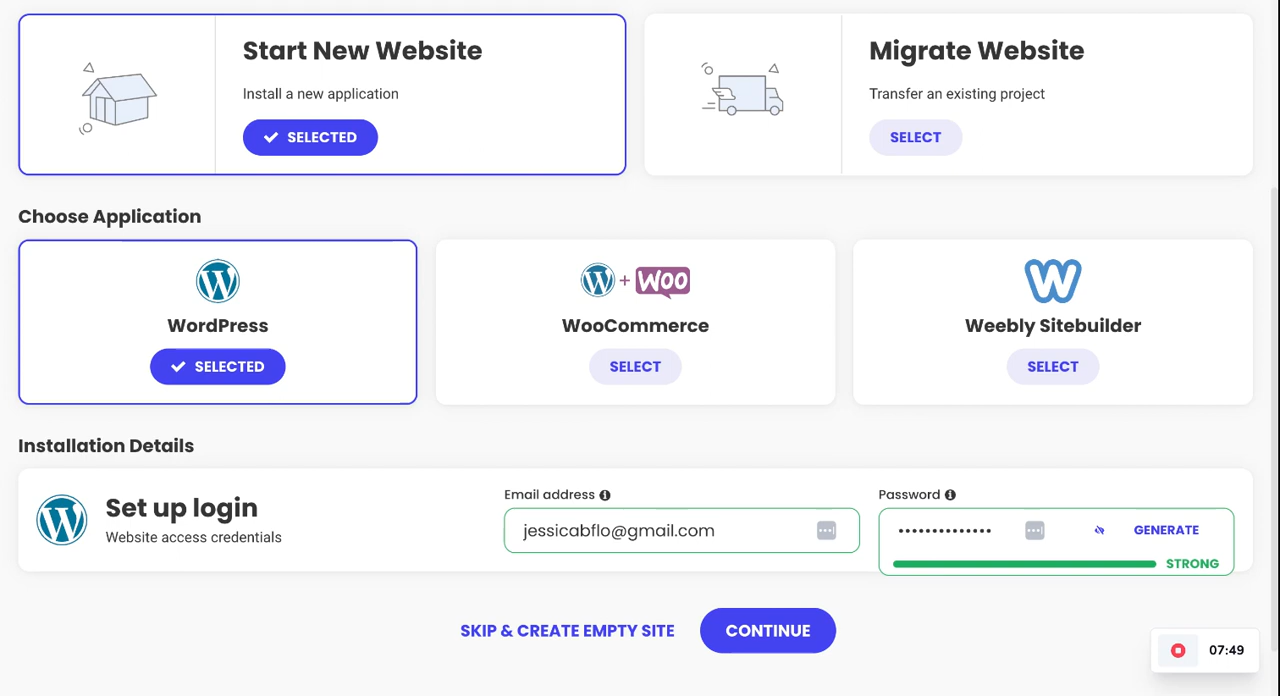 Start New Website
Install a new application
SELECTED
Migrate Website
Transfer an existing project
SELECT
Choose Application
WordPress
SELECTED
+ WOO
WooCommerce
SELECT
Weebly Sitebuilder
SELECT
Installation Details
Set up login
Website access credentials
Email address
jessicabflo@gmail.com
Password
••••••••••••••
GENERATE
STRONG
SKIP & CREATE EMPTY SITE
CONTINUE
07:49